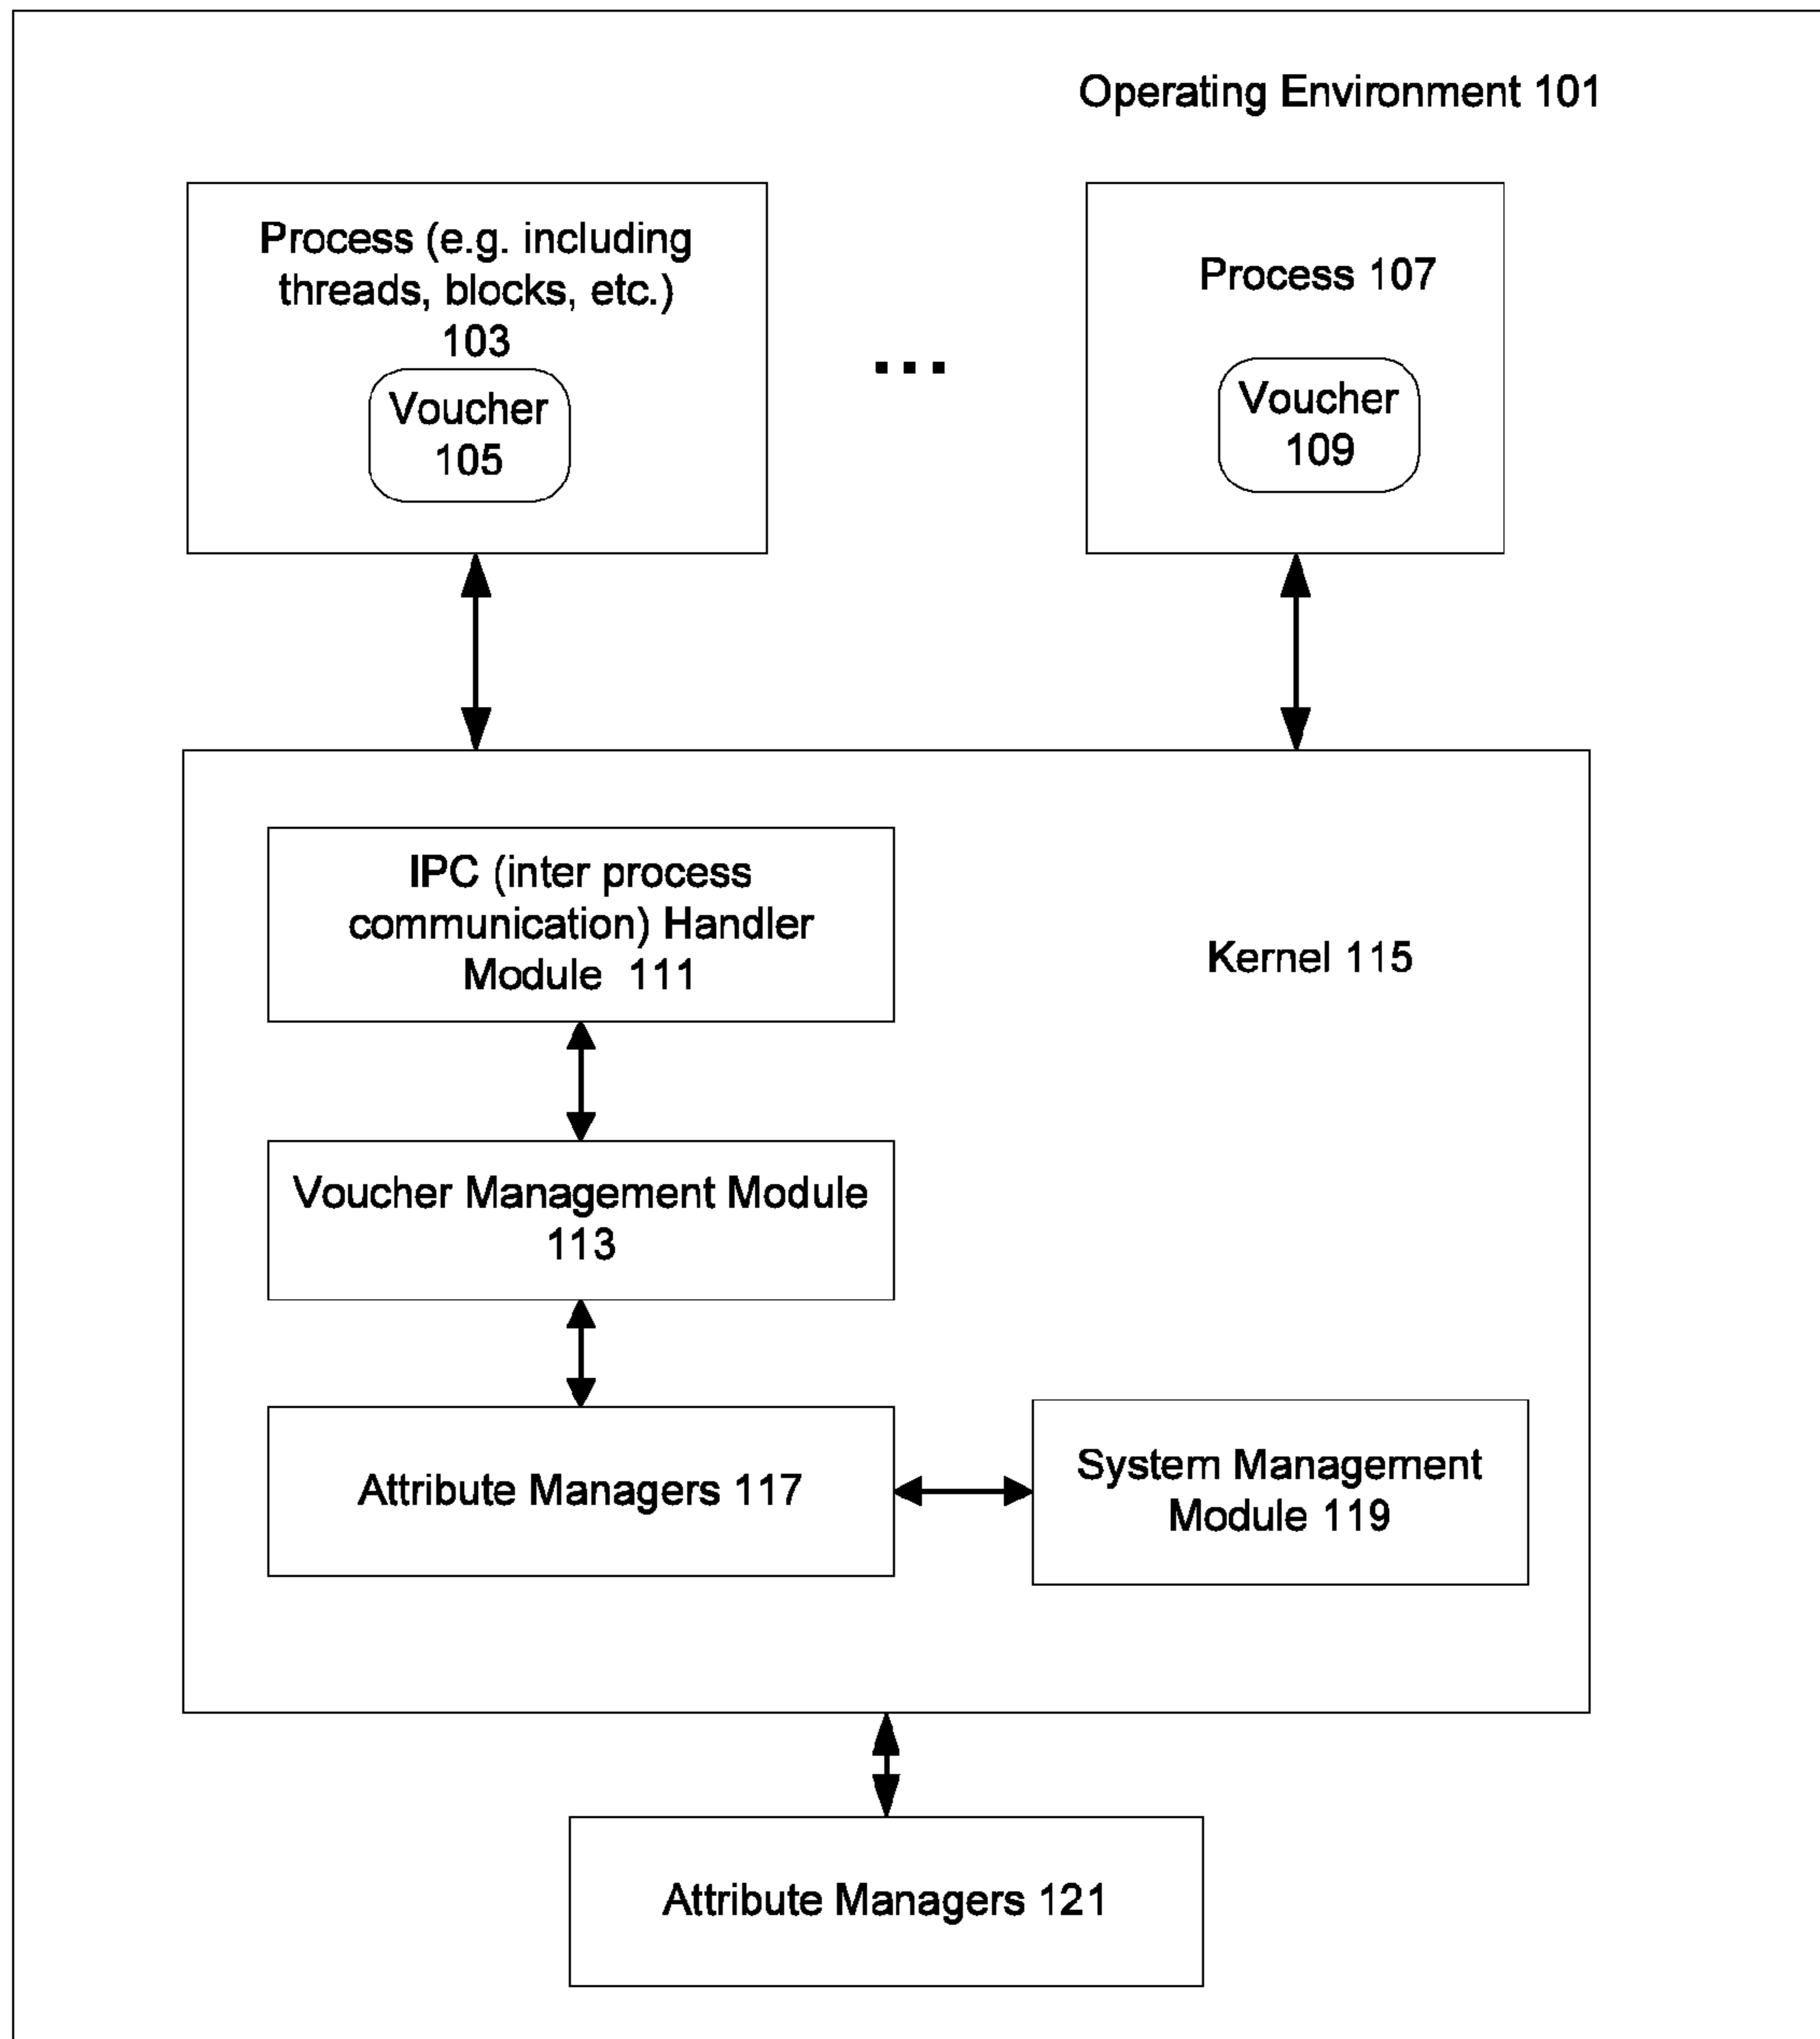 Operating Environment 101
Process (e.g. including
threads, blocks, etc.)
103
Voucher
105
...
Process 107
Voucher
109
IPC (inter process
communication) Handler
Module 111
Kernel 115
Voucher Management Module
113
Attribute Managers 117
System Management
Module 119
Attribute Managers 121